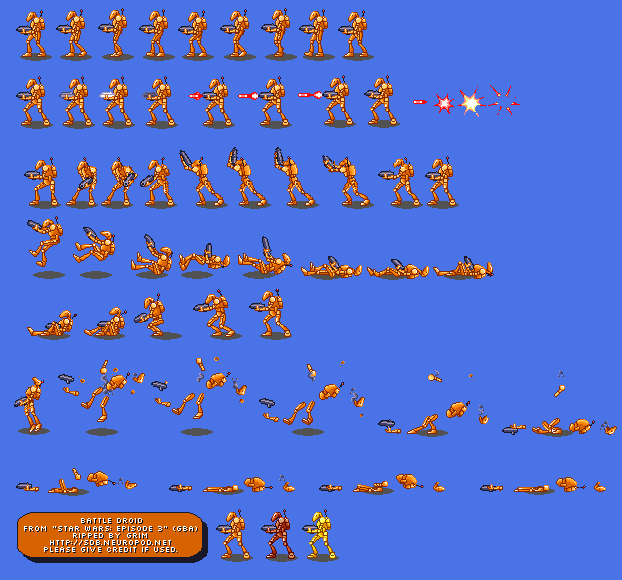 BATTLE DROID
FROM "STAR WARS: EPISODE 3" (GBA)
RIPPED BY GRIM
HTTP://SDB.NEUROPOD.NET
PLEASE GIVE CREDIT IF USED.